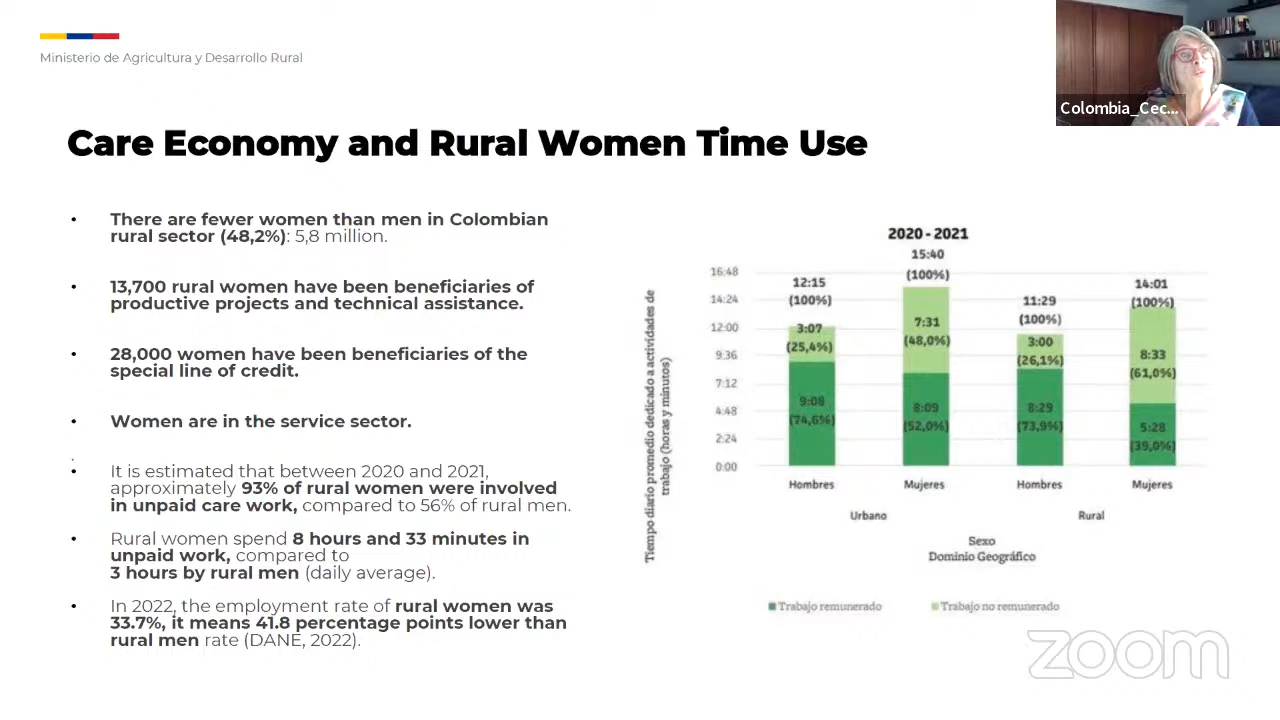 Ministerio de Agricultura y Desarrollo Rural
Colombia_Cec...
Care Economy and Rural Women Time Use
• There are fewer women than men in Colombian
rural sector (48,2%): 5,8 million.
• 13,700 rural women have been beneficiaries of
productive projects and technical assistance.
• 28,000 women have been beneficiaries of the
special line of credit.
• Women are in the service sector.
.
• It is estimated that between 2020 and 2021,
approximately 93% of rural women were involved
in unpaid care work, compared to 56% of rural men.
• Rural women spend 8 hours and 33 minutes in
unpaid work, compared to
3 hours by rural men (daily average).
• In 2022, the employment rate of rural women was
33.7%, it means 41.8 percentage points lower than
rural men rate (DANE, 2022).
2020 - 2021
Tiempo diario promedio dedicado a actividades de
trabajo (horas y minutos)
16:48
14:24
12:00
9:36
7:12
4:48
2:24
0:00
12:15
(100%)
3:07
(25,4%)
9:08
(74,6%)
15:40
(100%)
7:31
(48,0%)
8:09
(52,0%)
11:29
(100%)
3:00
(26,1%)
8:29
(73,9%)
14:01
(100%)
8:33
(61,0%)
5:28
(39,0%)
Hombres
Mujeres
Hombres
Mujeres
Urbano
Rural
Sexo
Dominio Geográfico
Trabajo remunerado
Trabajo no remunerado
zoom